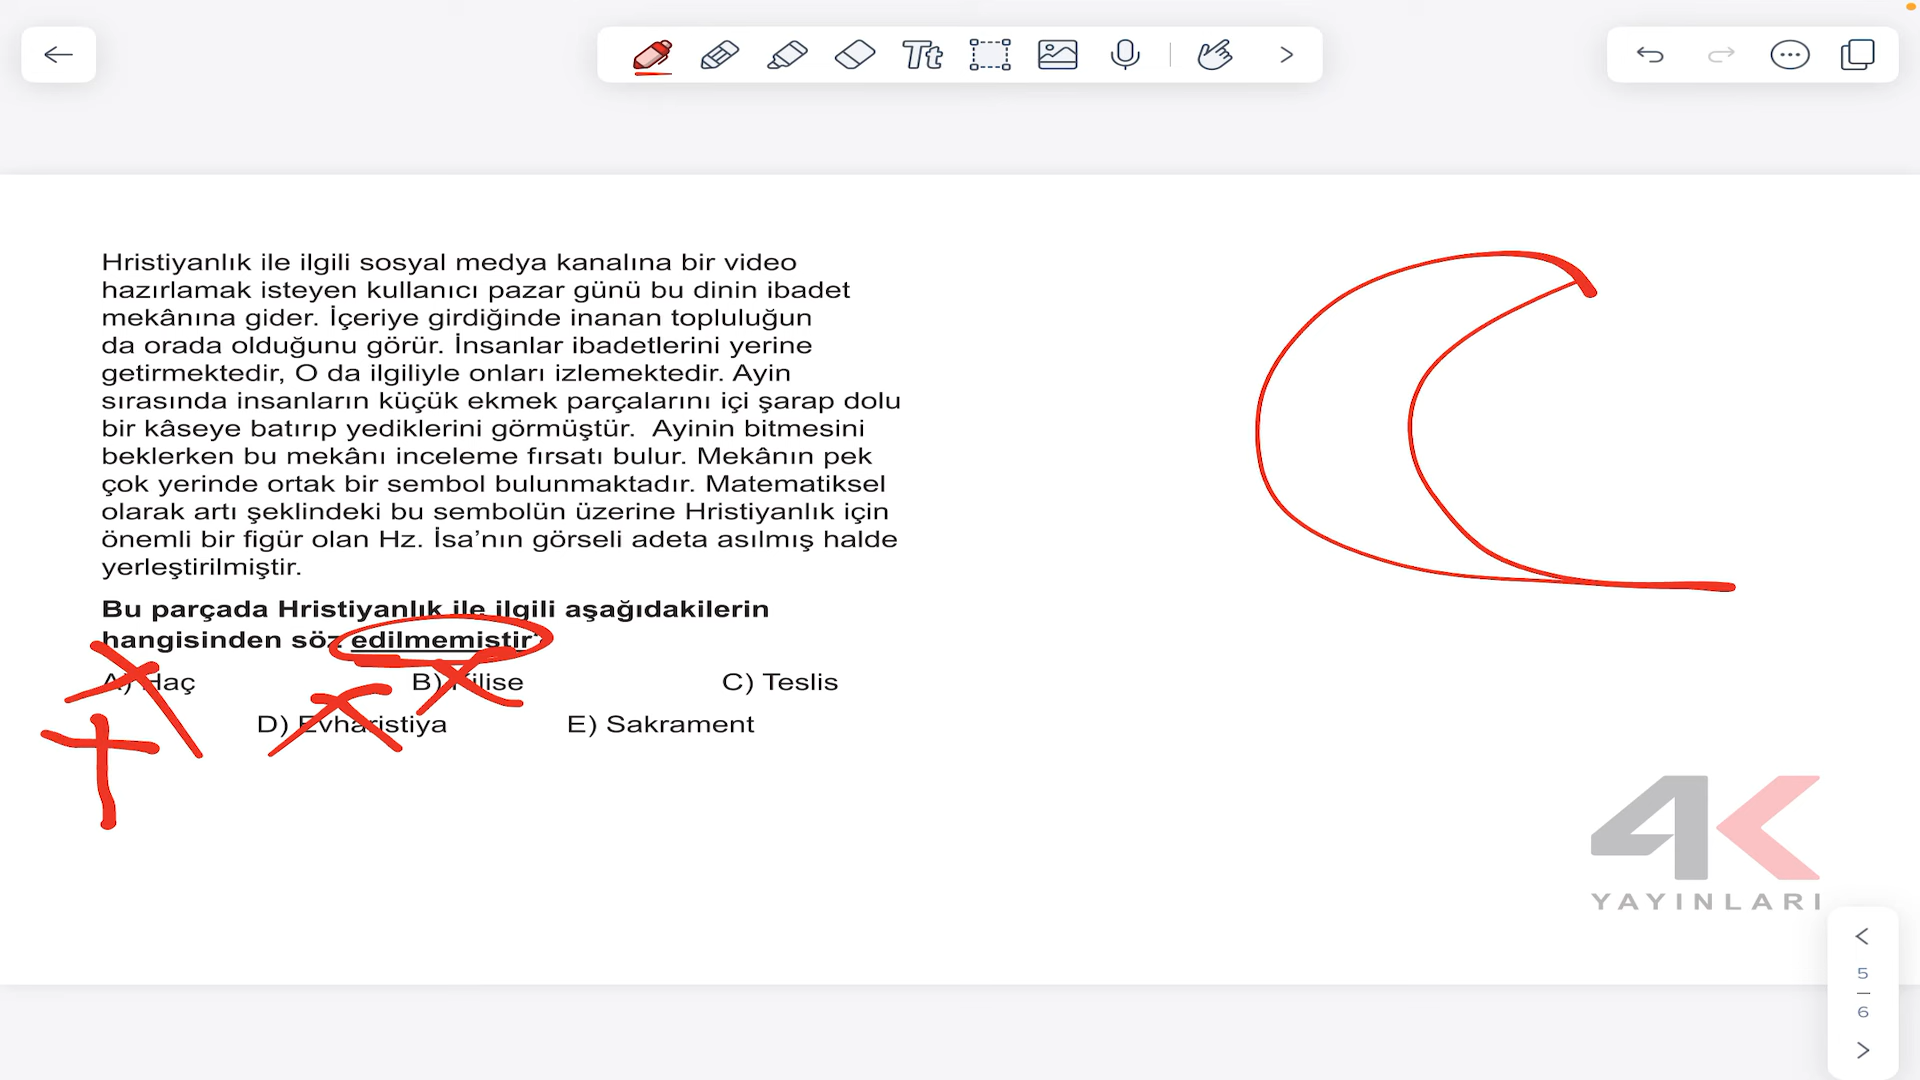 Tt
Hristiyanlık ile ilgili sosyal medya kanalına bir video
hazırlamak isteyen kullanıcı pazar günü bu dinin ibadet
mekânına gider. İçeriye girdiğinde inanan topluluğun
da orada olduğunu görür. İnsanlar ibadetlerini yerine
getirmektedir, O da ilgiliyle onları izlemektedir. Ayin
sırasında insanların küçük ekmek parçalarını içi şarap dolu
bir kâseye batırıp yediklerini görmüştür. Ayinin bitmesini
beklerken bu mekânı inceleme fırsatı bulur. Mekânın pek
çok yerinde ortak bir sembol bulunmaktadır. Matematiksel
olarak artı şeklindeki bu sembolün üzerine Hristiyanlık için
önemli bir figür olan Hz. İsa’nın görseli adeta asılmış halde
yerleştirilmiştir.
Bu parçada Hristiyanlık ile ilgili aşağıdakilerin
hangisinden söz edilmemiştir?
A) Haç B) Kilise C) Teslis
D) Evharistiya E) Sakrament
4K
YAYINLARI
5
6